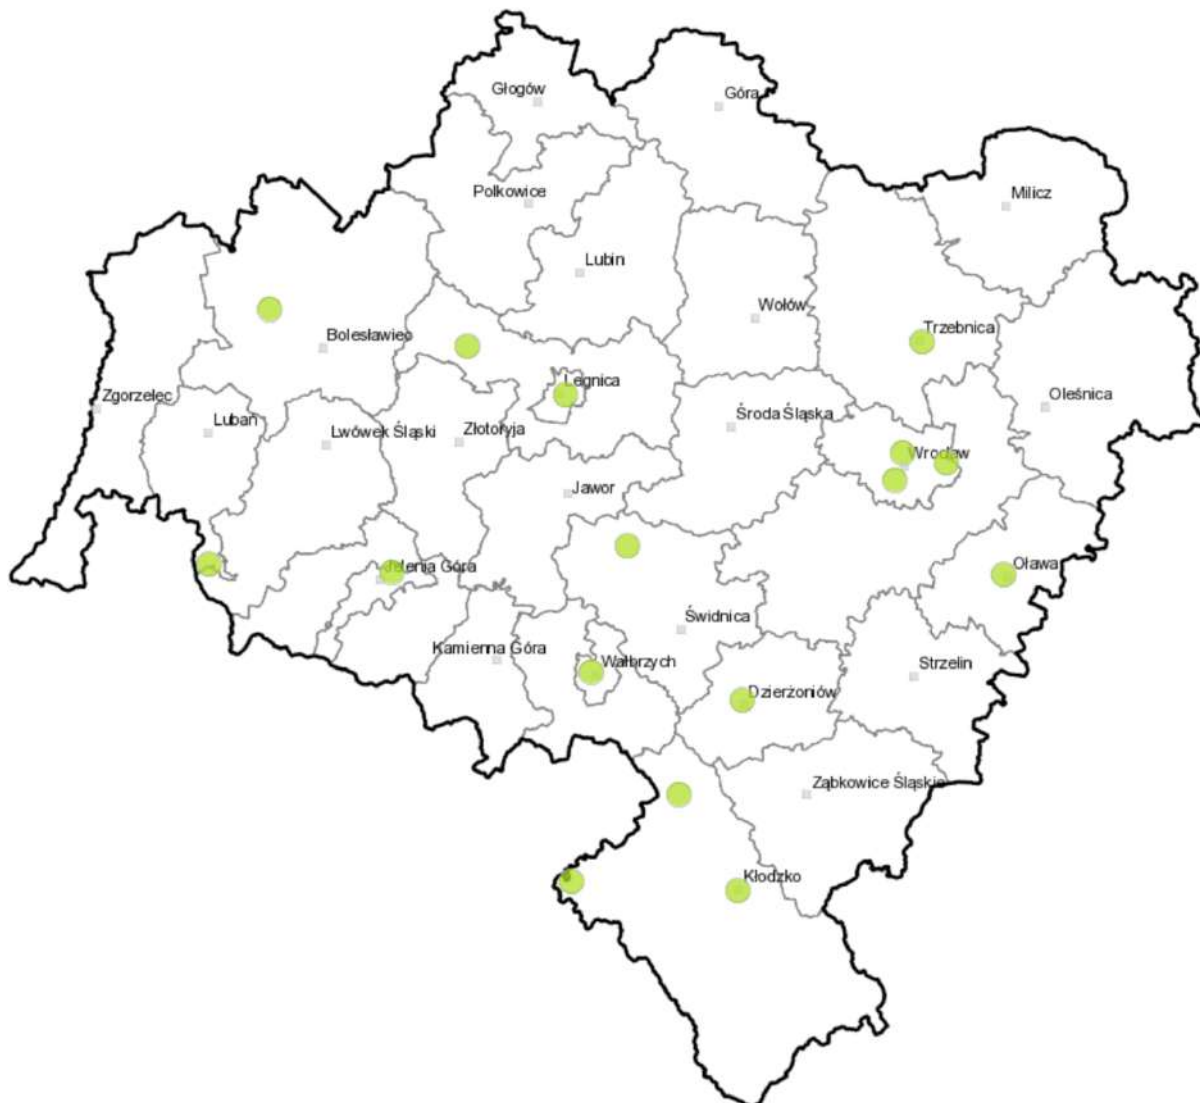 Głogów
Góra
Polkowice
Milicz
Lubin
Wołów
Bolesławiec
Trzebnica
Legnica
Zgorzelec
Oleśnica
Lubań
Lwówek Śląski
Złotoryja
Środa Śląska
Wrocław
Jawor
Jelenia Góra
Oława
Świdnica
Kamienna Góra
Wałbrzych
Strzelin
Dzierżoniów
Ząbkowice Śląskie
Kłodzko